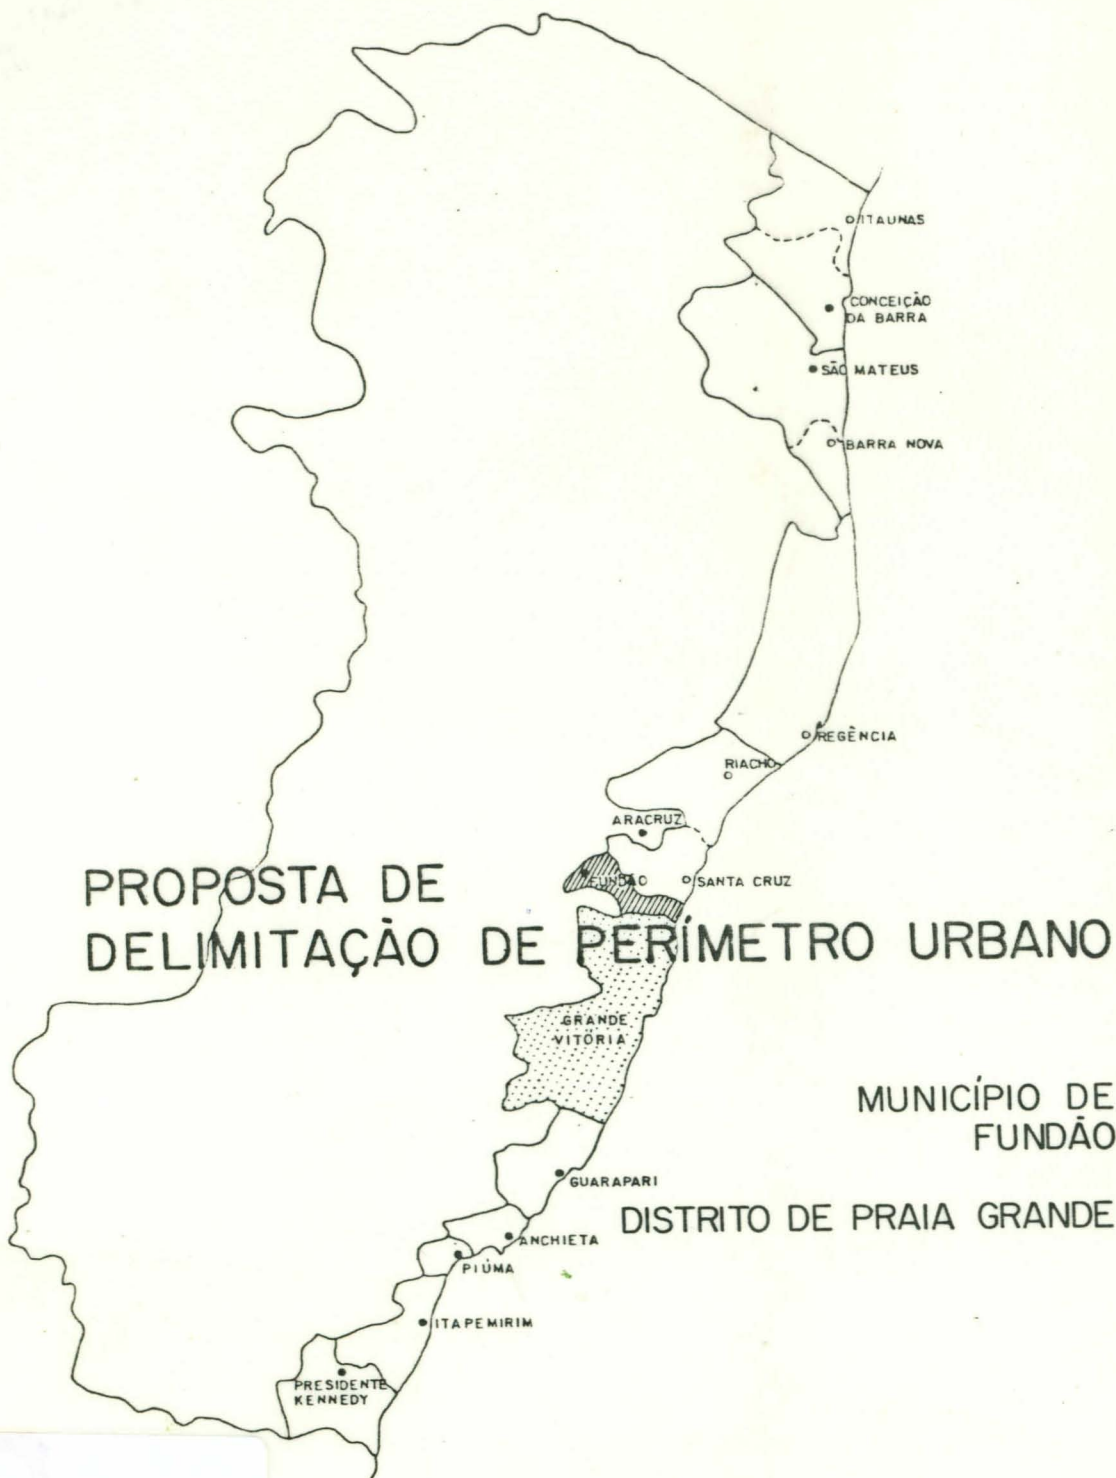 ITAUNAS
CONCEIÇÃO
DA BARRA
SÃO MATEUS
BARRA NOVA
REGÊNCIA
RIACHO
ARACRUZ
FUNDÃO
SANTA CRUZ
PROPOSTA DE
DELIMITAÇÃO DE PERÍMETRO URBANO
GRANDE
VITÓRIA
MUNICÍPIO DE
FUNDÃO
GUARAPARI
DISTRITO DE PRAIA GRANDE
ANCHIETA
PIÚMA
ITAPEMIRIM
PRESIDENTE
KENNEDY